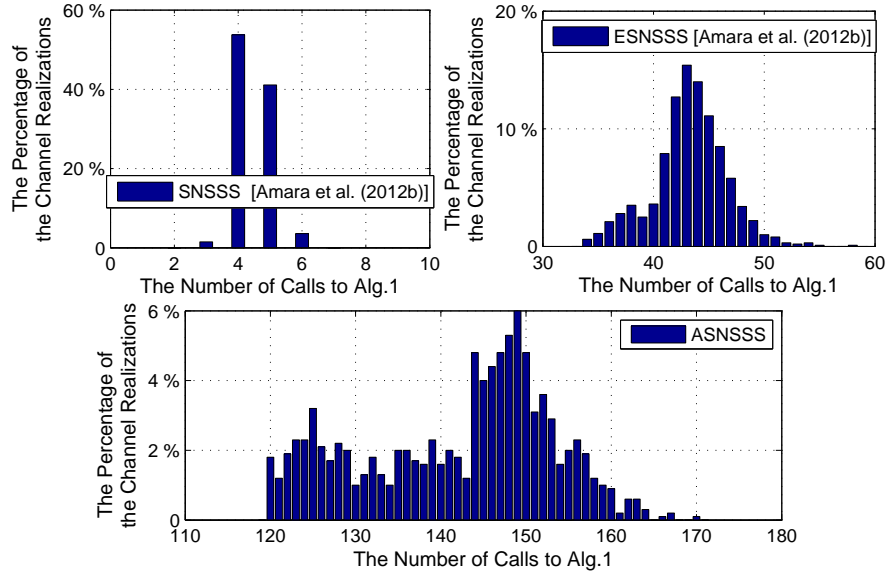 60 %
40 %
20 %
0
0
2
4
6
8
10
The Percentage of
the Channel Realizations
The Number of Calls to Alg.1
SNSSS [Amara et al. (2012b)]
20 %
10 %
0
30
40
50
60
The Percentage of
the Channel Realizations
The Number of Calls to Alg.1
ESNSSS [Amara et al. (2012b)]
6 %
4 %
2 %
0
110
120
130
140
150
160
170
180
The Percentage of
the Channel Realizations
The Number of Calls to Alg.1
ASNSSS